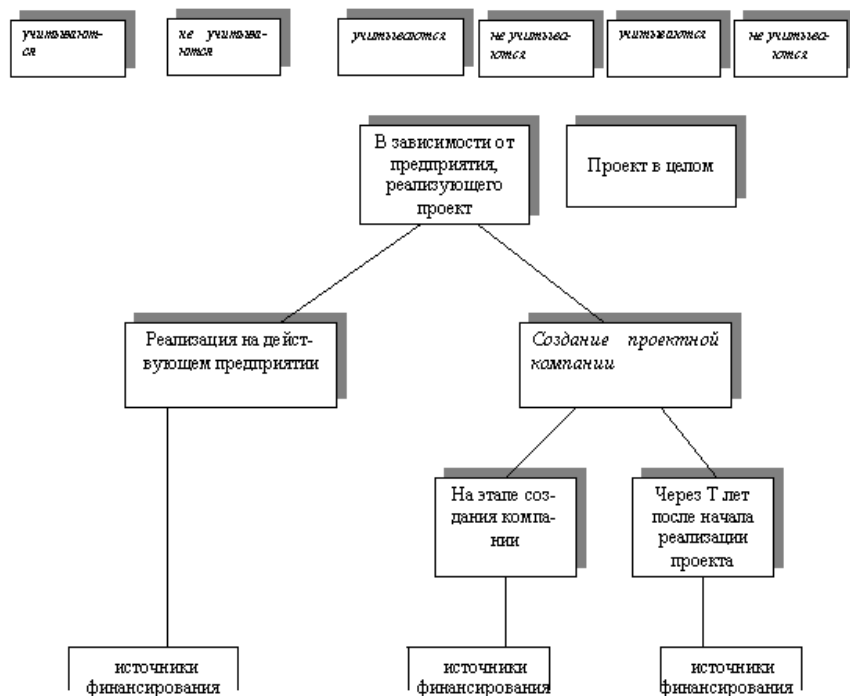 учитывают-
ся
не учитыва-
ются
учитываются
не учитыва-
ются
учитываются
не учитыва-
ются
В зависимости от
предприятия,
реализующего
проект
Проект в целом
Реализация на дейст-
вующем предприятии
Создание проектной
компании
На этапе соз-
дания компа-
нии
Через Т лет
после начала
реализации
проекта
источники
финансирования
источники
финансирования
источники
финансирования